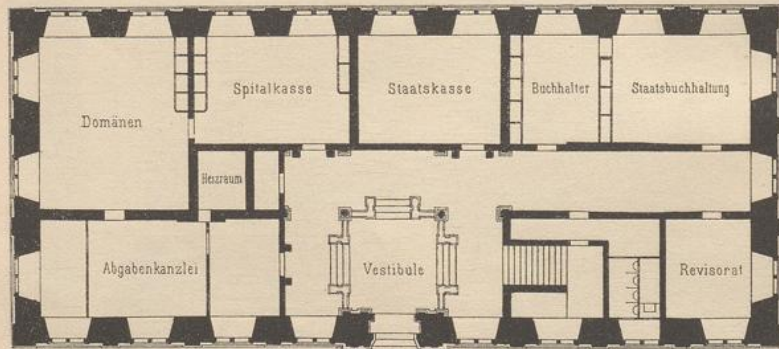 Domänen
Spitalkasse
Staatskasse
Buchhalter
Staatsbuchhaltung
Heizraum
Abgabenkanzlei
Vestibule
Revisorat